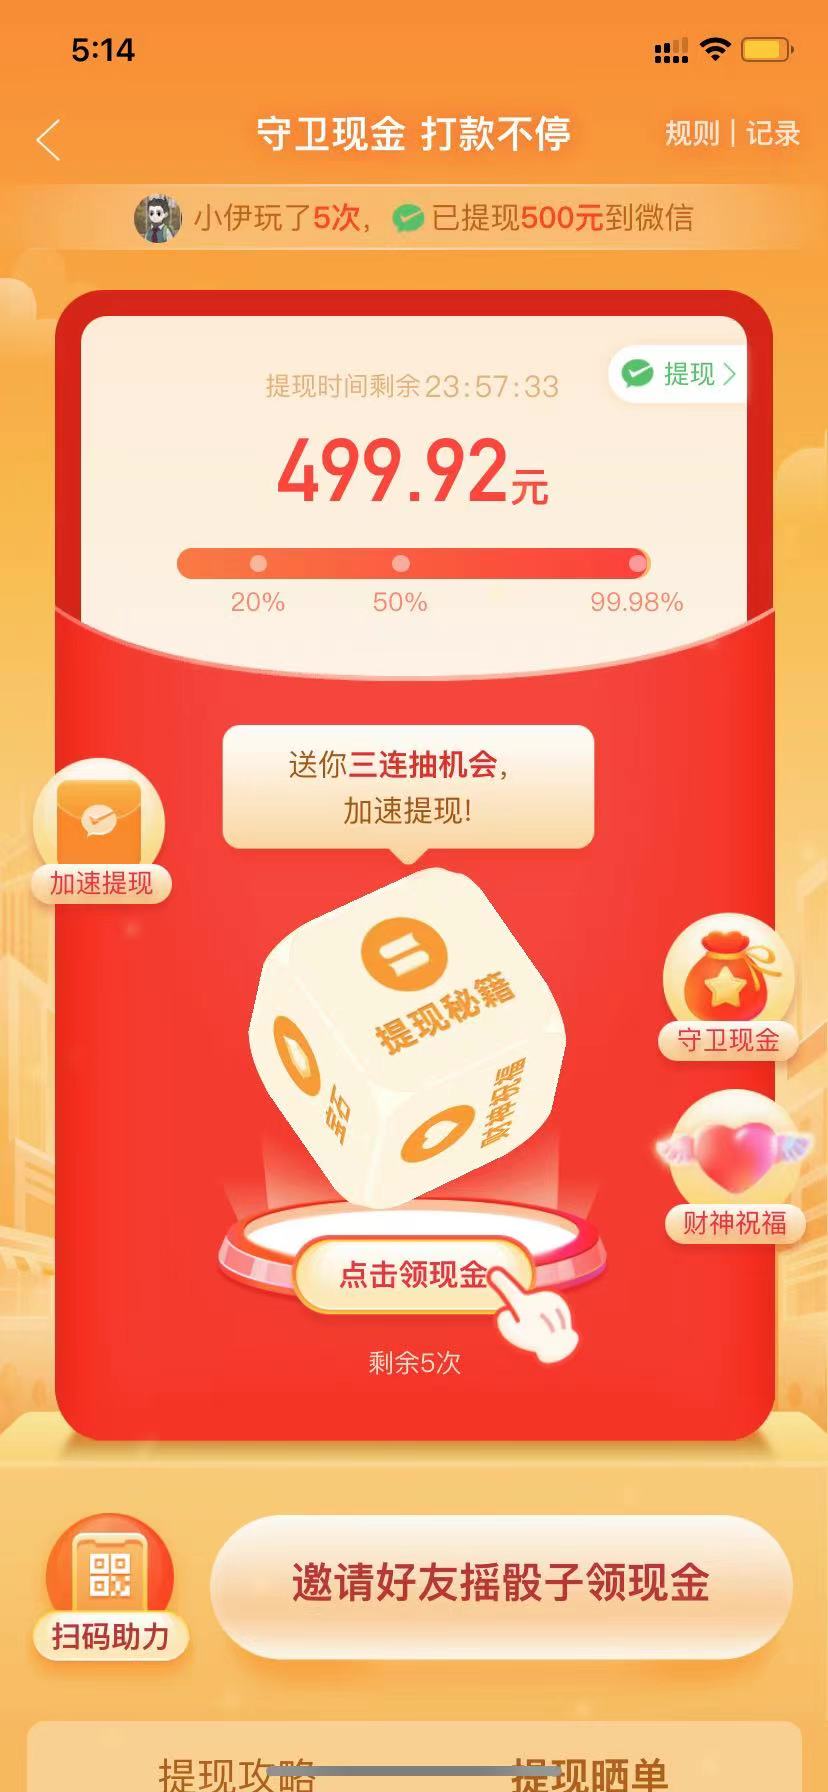 5:14
守卫现金 打款不停
规则 | 记录
小伊玩了5次, 已提现500元到微信
提现时间剩余23:57:33
提现
499.92元
20%
50%
99.98%
送你三连抽机会,
加速提现!
加速提现
提现秘籍
守卫现金
财神祝福
点击领现金
剩余5次
扫码助力
邀请好友摇骰子领现金
提现攻略
提现晒单